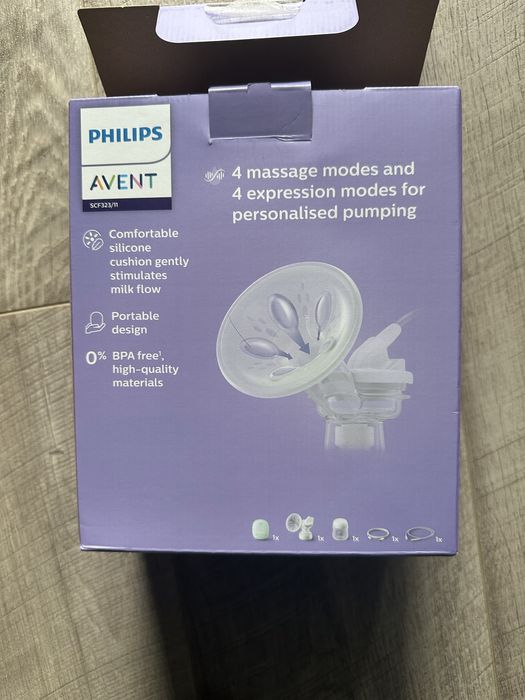 PHILIPS
AVENT
SCF323/11
4 massage modes and
4 expression modes for
personalised pumping
Comfortable
silicone
cushion gently
stimulates
milk flow
Portable
design
0% BPA free¹,
high-quality
materials
1x
1x
1x
1x
1x